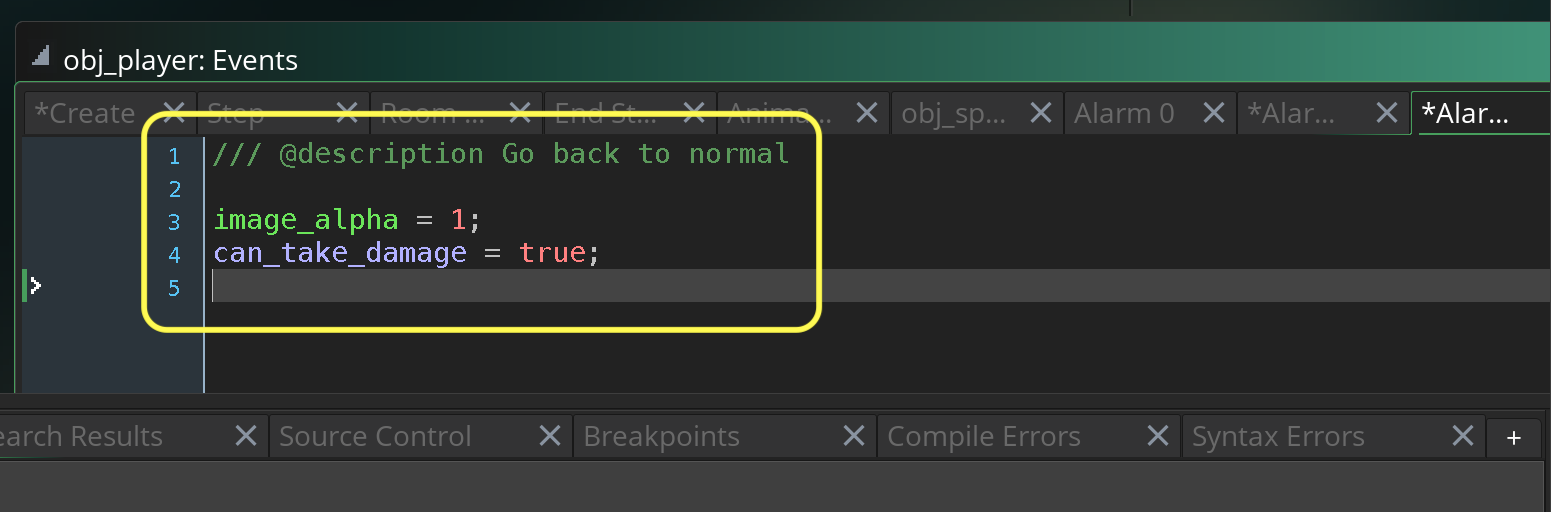 obj_player: Events
*Create Step Room ... End St... Anima... obj_sp... Alarm 0 *Alar... *Alar...
1 /// @description Go back to normal
2
3 image_alpha = 1;
4 can_take_damage = true;
5
earch Results Source Control Breakpoints Compile Errors Syntax Errors +